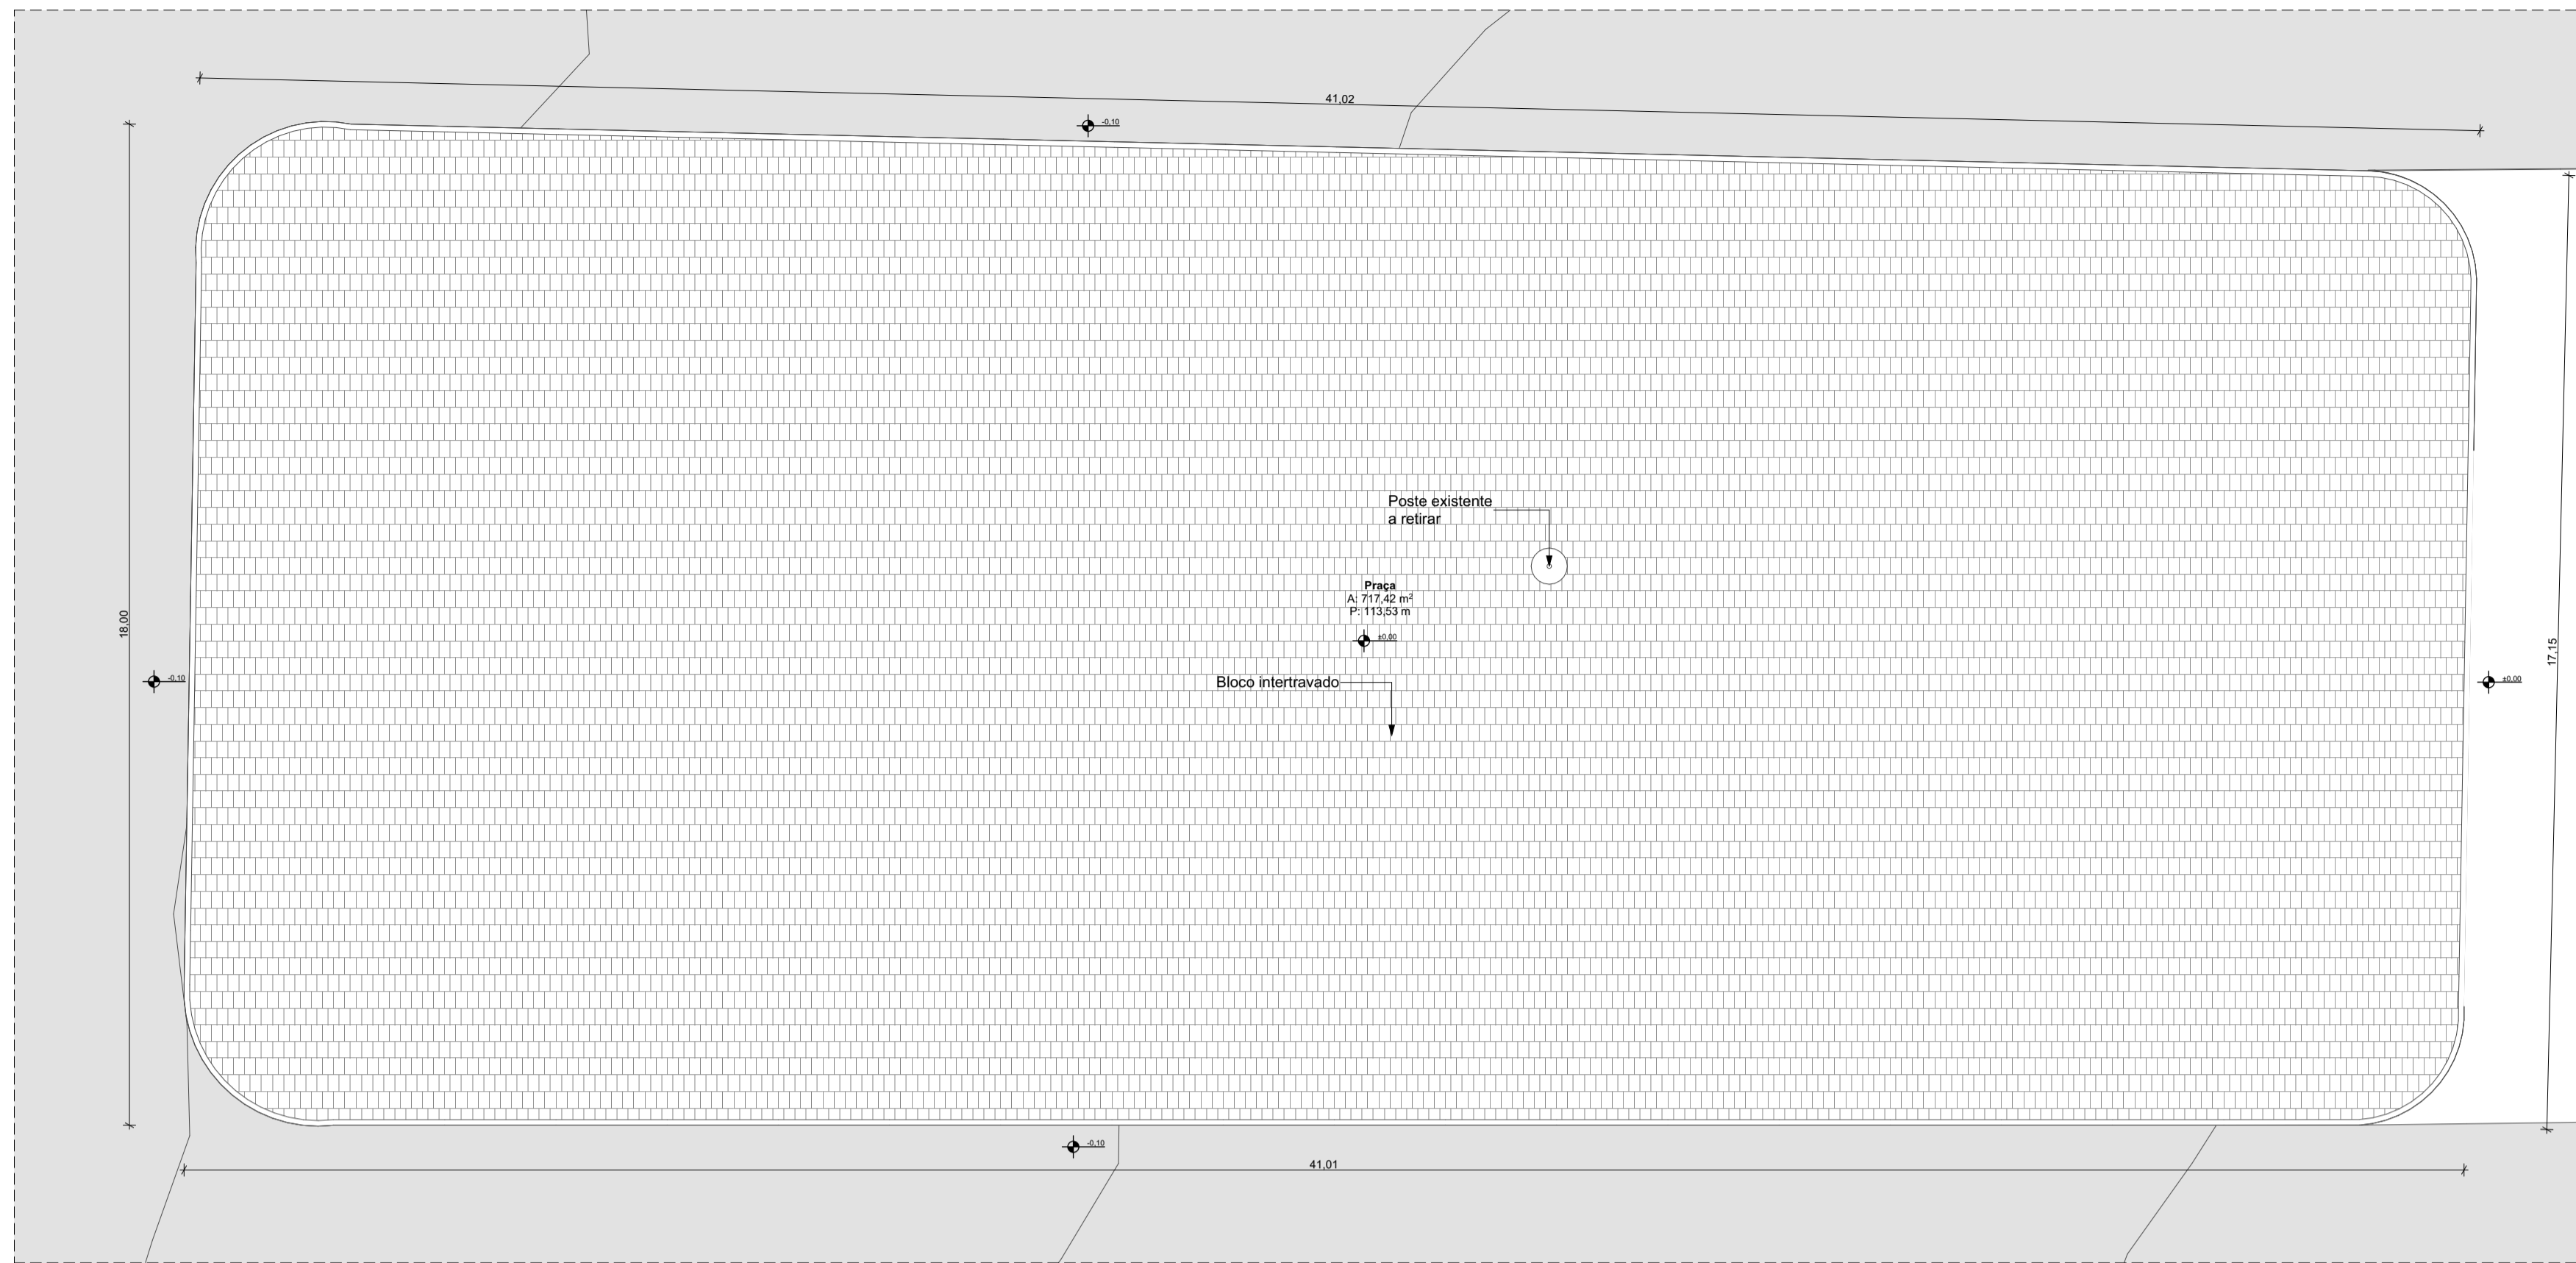 41,02
-0,10
Poste existente
a retirar
Praça
A: 717,42 m²
P: 113,53 m
±0,00
18,00
17,15
-0,10
Bloco intertravado
±0,00
-0,10
41,01